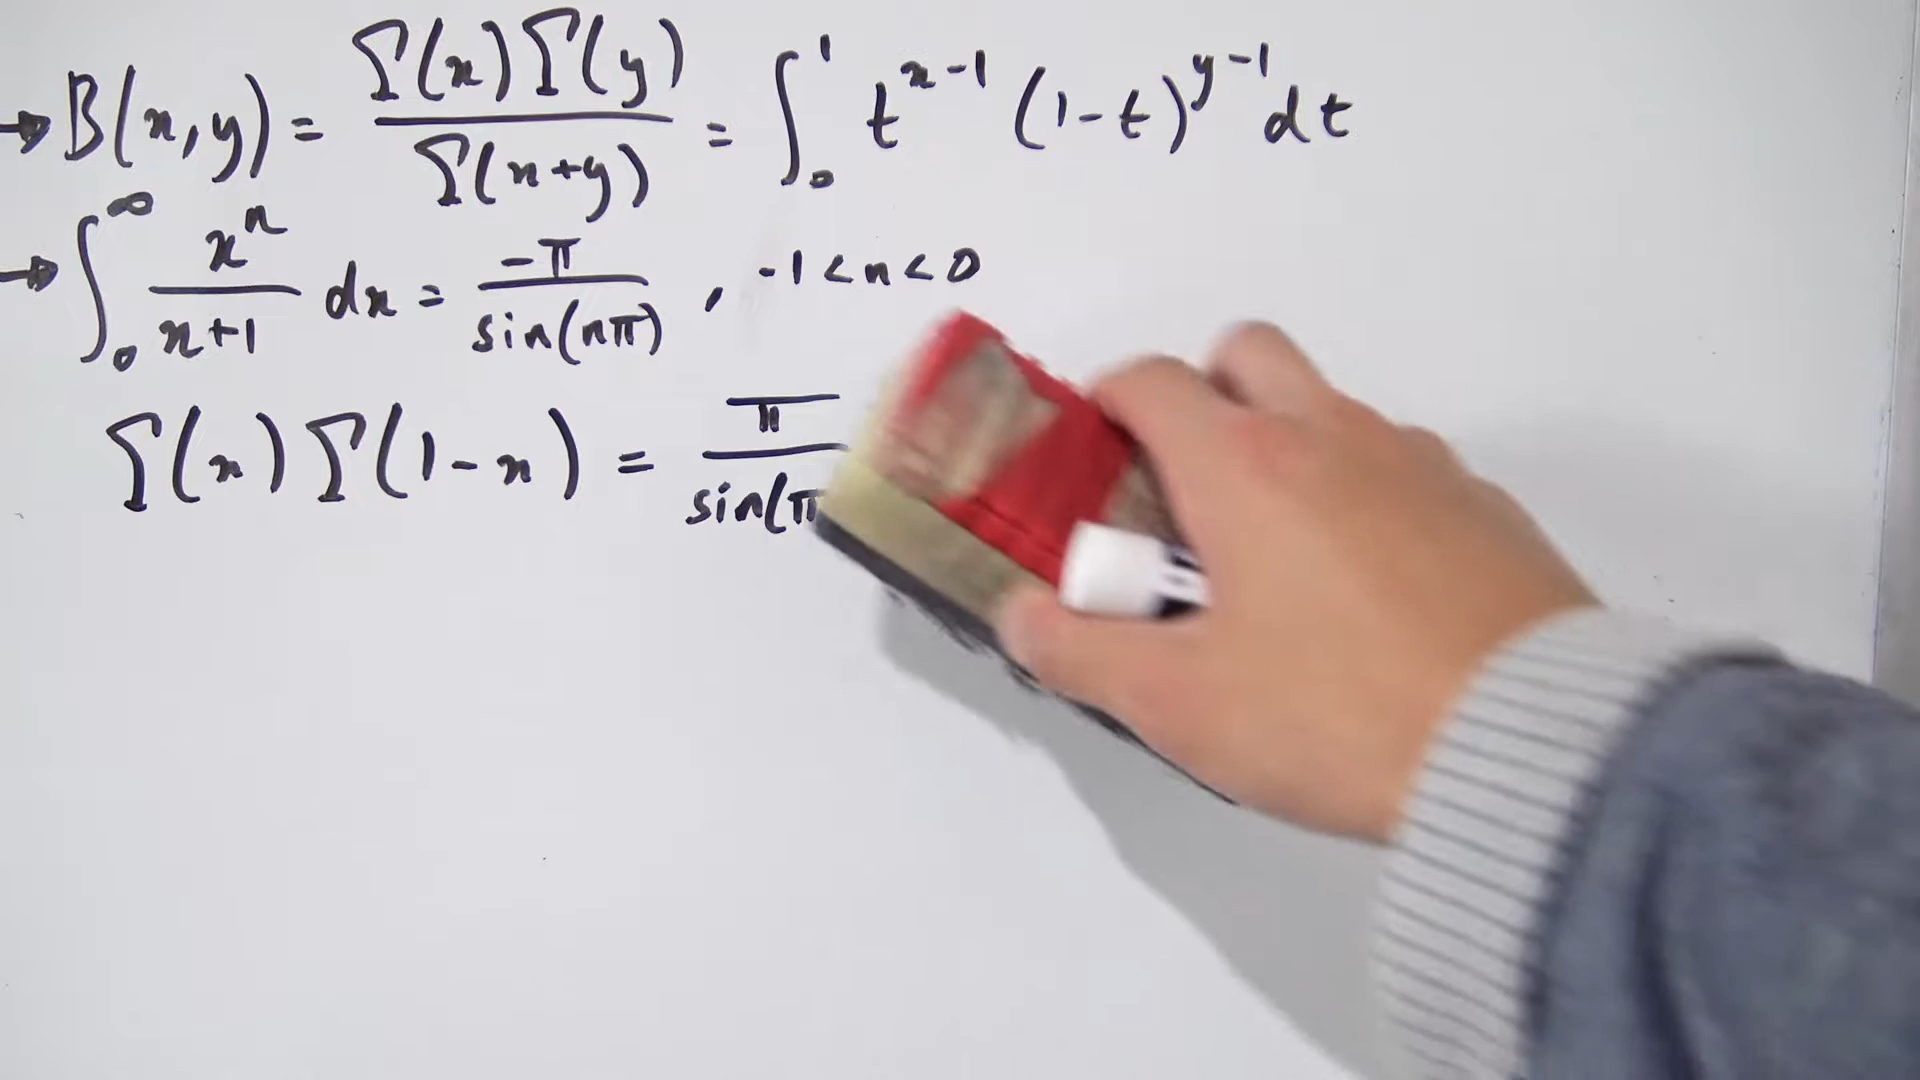 → B(x,y) = Γ(x)Γ(y) / Γ(x+y) = ∫₀¹ t^(x-1) (1-t)^(y-1) dt
→ ∫₀^∞ x^n / (x+1) dx = -π / sin(nπ) , -1 < n < 0
Γ(x) Γ(1-x) = π / sin(π